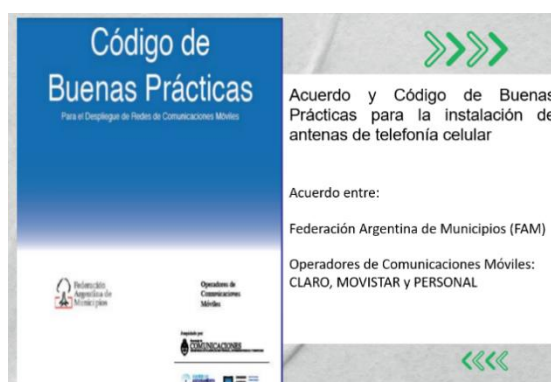 Código de
Buenas Prácticas
Para el Despliegue de Redes de Comunicaciones Móviles
Federación
Argentina de
Municipios
Operadores de
Comunicaciones
Móviles
COMUNICACIONES
Acuerdo y Código de Buenas
Prácticas para la instalación de
antenas de telefonía celular
Acuerdo entre:
Federación Argentina de Municipios (FAM)
Operadores de Comunicaciones Móviles:
CLARO, MOVISTAR y PERSONAL